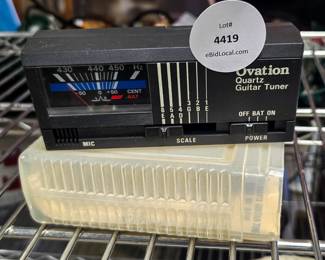 Lot#
4419
eBidLocal.com
430 440 450 Hz
-50 0 +50 CENT
BAT
Ovation
Quartz
Guitar Tuner
6 5 4 3 2 1
E A D G B E
OFF BAT ON
MIC
SCALE
POWER